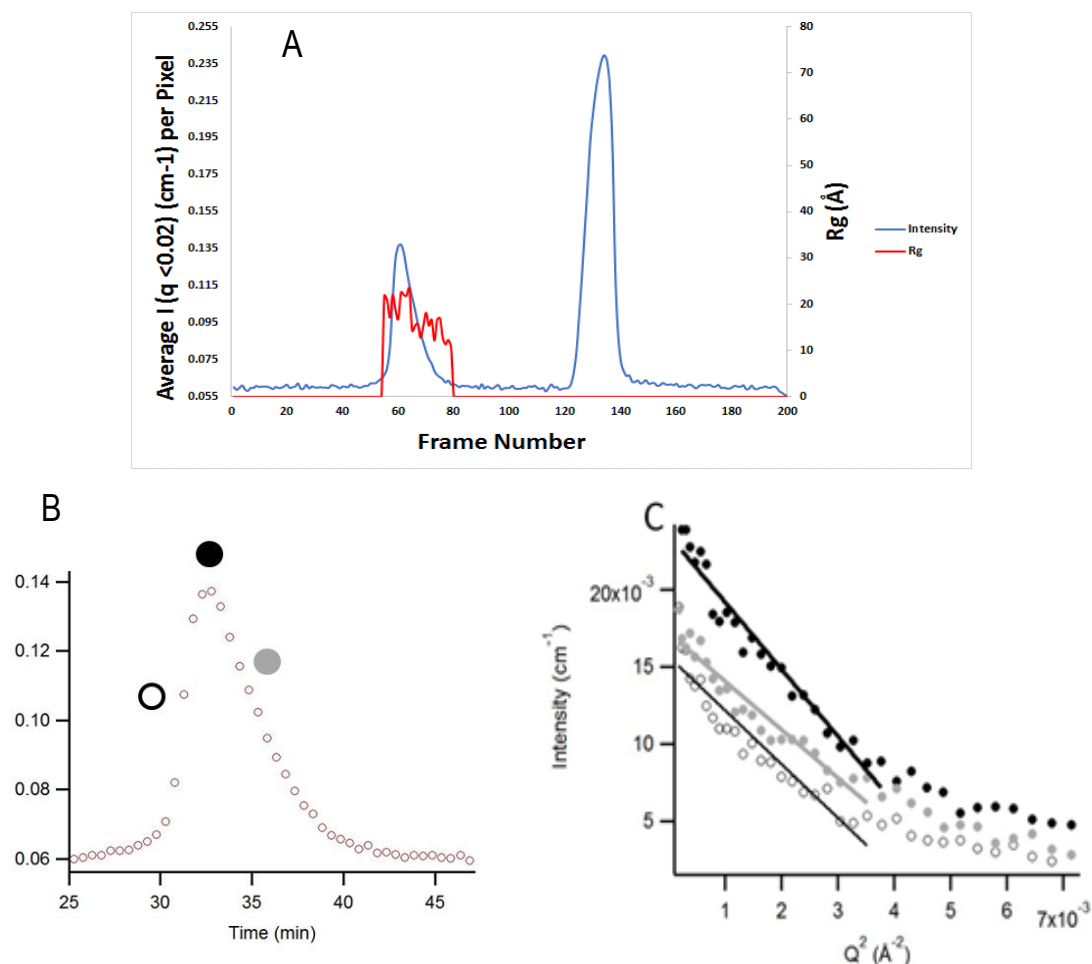 A
Average I (q <0.02) (cm-1) per Pixel
0.255
0.235
0.215
0.195
0.175
0.155
0.135
0.115
0.095
0.075
0.055
80
70
60
50
40
30
20
10
0
Rg (Å)
Intensity
Rg
0 20 40 60 80 100 120 140 160 180 200
Frame Number
B
0.14
0.12
0.10
0.08
0.06
25 30 35 40 45
Time (min)
C
Intensity (cm⁻¹)
20x10⁻³
15
10
5
1 2 3 4 5 6 7x10⁻³
Q² (Å⁻²)